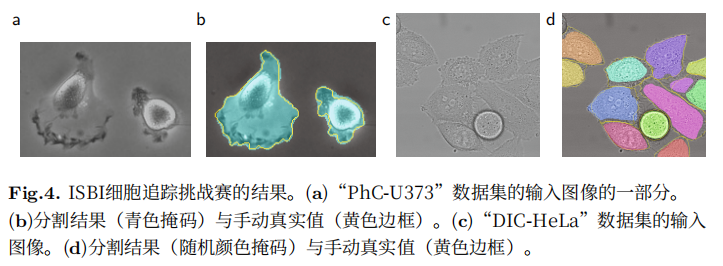 a b c d
Fig.4. ISBI细胞追踪挑战赛的结果。(a)“PhC-U373”数据集的输入图像的一部分。
(b)分割结果（青色掩码）与手动真实值（黄色边框）。(c)“DIC-HeLa”数据集的输入
图像。(d)分割结果（随机颜色掩码）与手动真实值（黄色边框）。